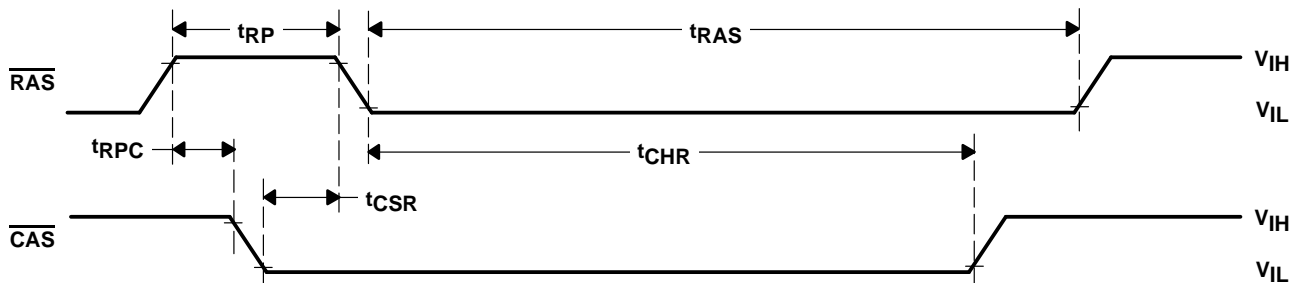 tRP
tRAS
RAS
VIH
VIL
tRPC
tCHR
tCSR
CAS
VIH
VIL